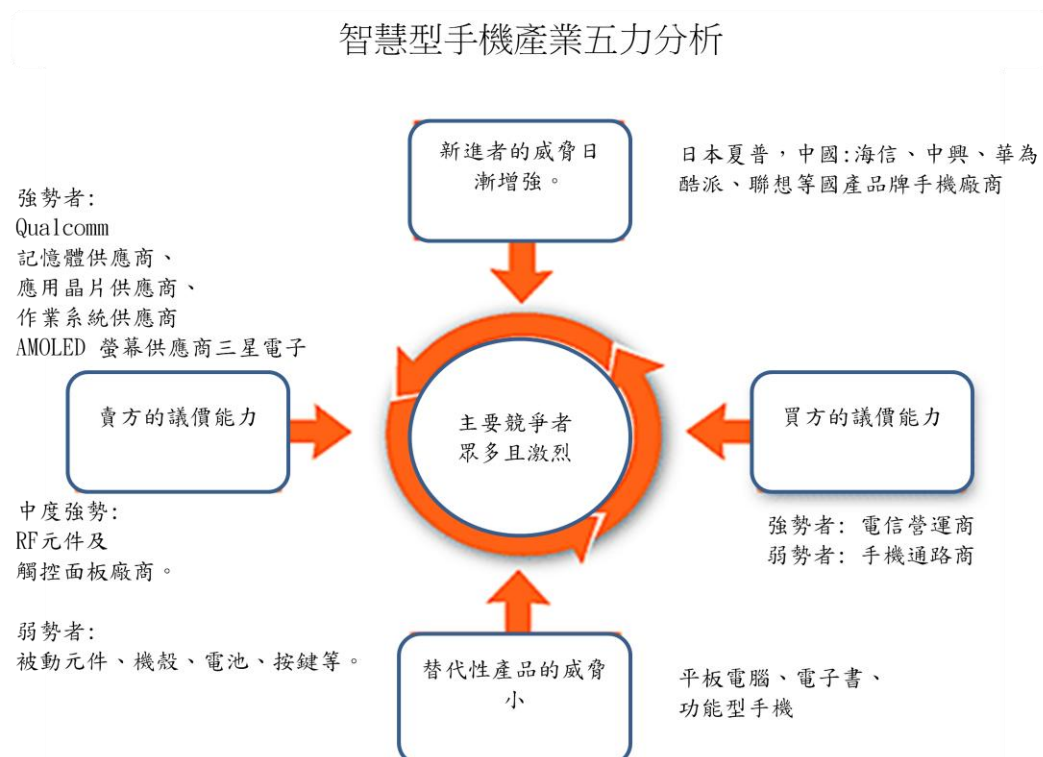 智慧型手機產業五力分析
新進者的威脅日
漸增強。
日本夏普，中國:海信、中興、華為
酷派、聯想等國產品牌手機廠商
強勢者:
Qualcomm
記憶體供應商、
應用晶片供應商、
作業系統供應商
AMOLED 螢幕供應商三星電子
賣方的議價能力
主要競爭者
眾多且激烈
買方的議價能力
中度強勢:
RF元件及
觸控面板廠商。
強勢者: 電信營運商
弱勢者: 手機通路商
弱勢者:
被動元件、機殼、電池、按鍵等。
替代性產品的威脅
小
平板電腦、電子書、
功能型手機